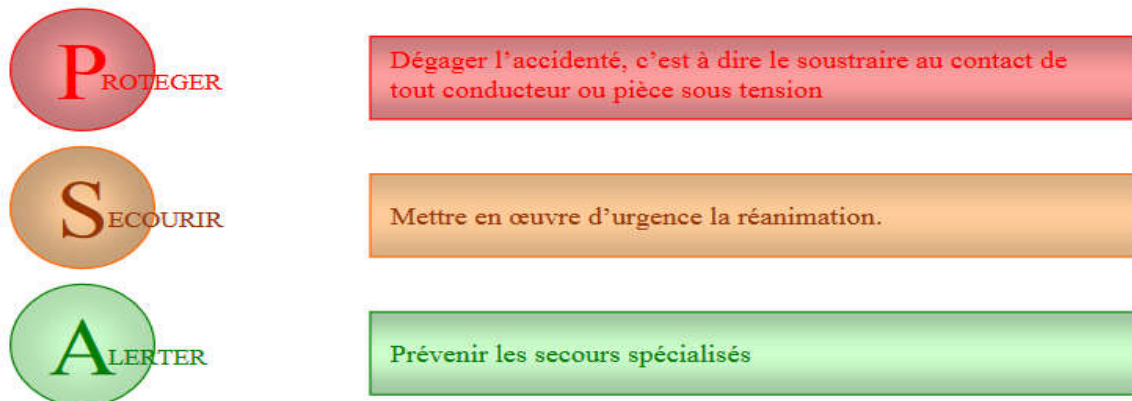 PROTEGER
Dégager l’accidenté, c’est à dire le soustraire au contact de
tout conducteur ou pièce sous tension
SECOURIR
Mettre en œuvre d’urgence la réanimation.
ALERTER
Prévenir les secours spécialisés